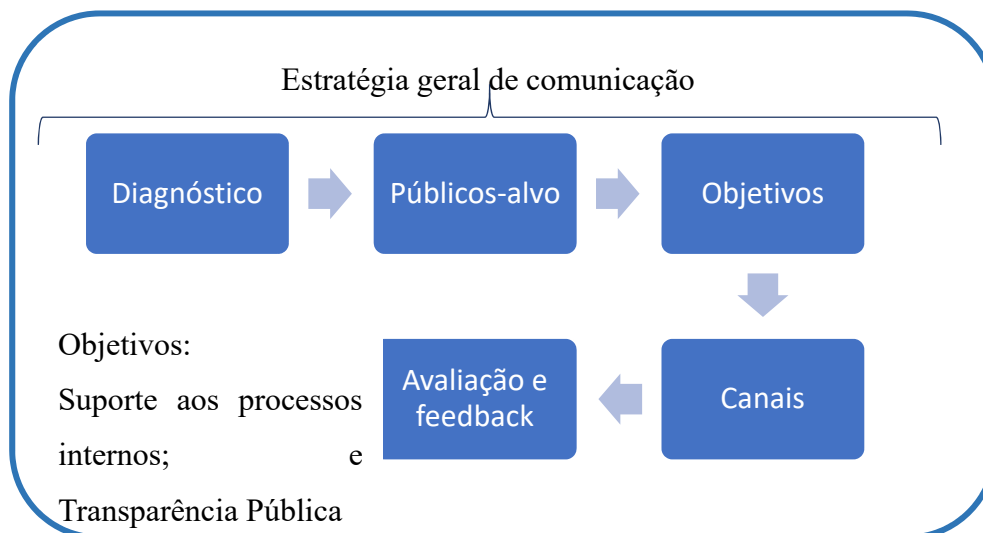 Estratégia geral de comunicação
Diagnóstico
Públicos-alvo
Objetivos
Canais
Avaliação e
feedback
Objetivos:
Suporte aos processos
internos; e
Transparência Pública